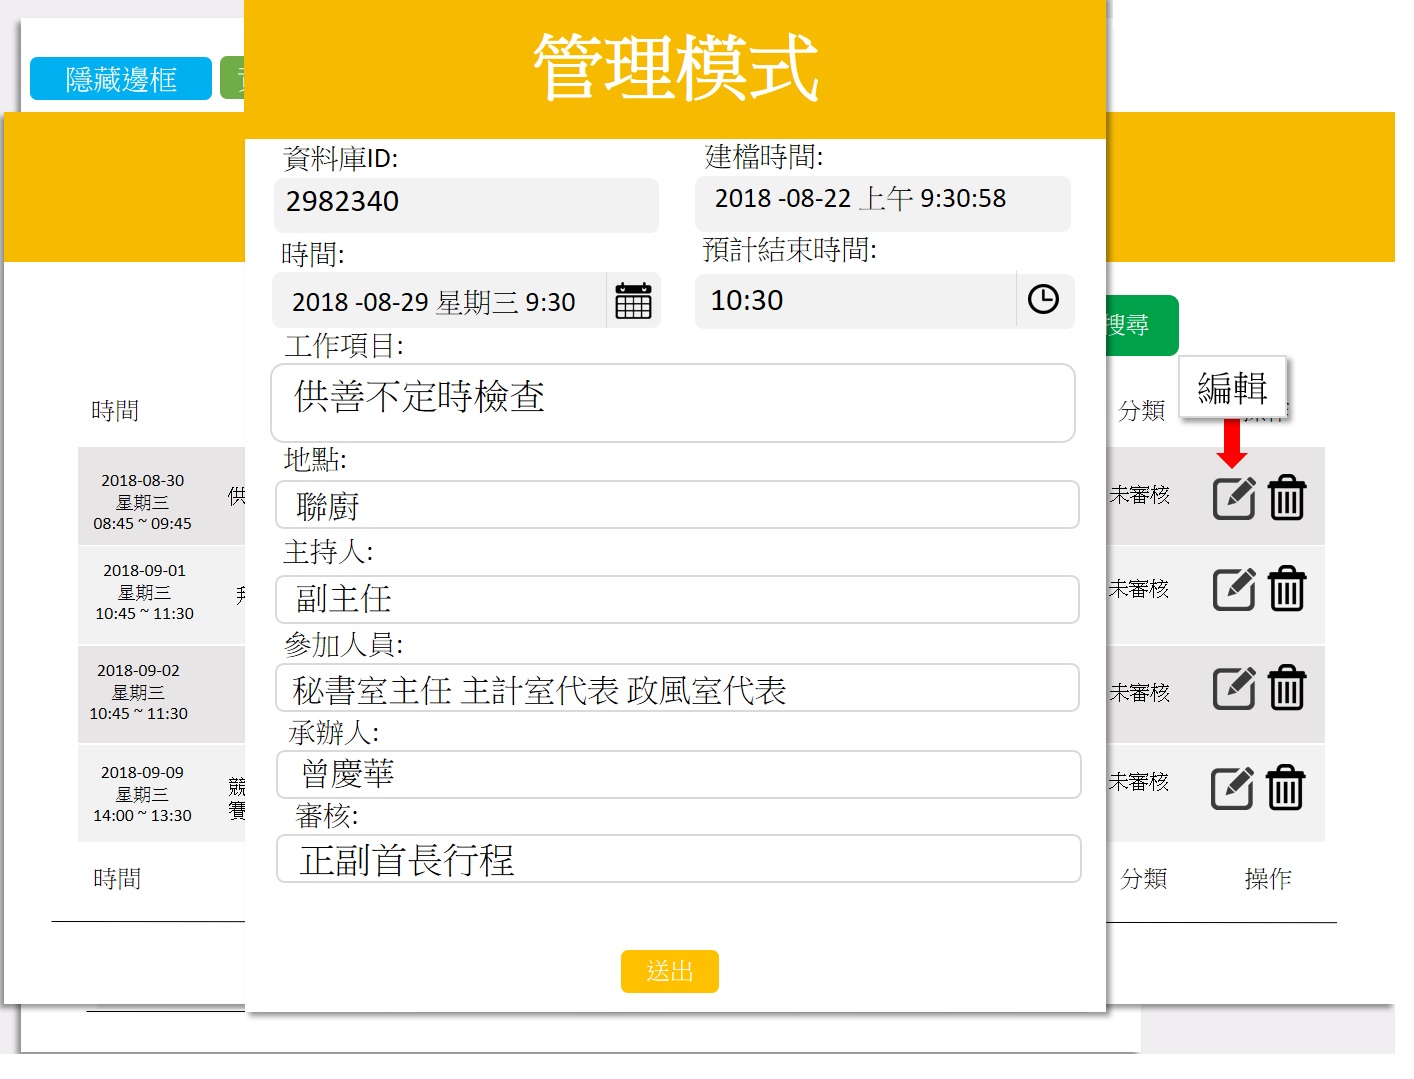 隱藏邊框
管理模式
資料庫ID:
建檔時間:
2982340
2018 -08-22 上午 9:30:58
時間:
預計結束時間:
2018 -08-29 星期三 9:30
10:30
工作項目:
供善不定時檢查
地點:
聯廚
主持人:
副主任
參加人員:
秘書室主任 主計室代表 政風室代表
承辦人:
曾慶華
審核:
正副首長行程
送出
搜尋
編輯
時間
分類
操作
2018-08-30
星期三
08:45 ~ 09:45
供
未審核
2018-09-01
星期三
10:45 ~ 11:30
未審核
2018-09-02
星期三
10:45 ~ 11:30
未審核
2018-09-09
星期三
14:00 ~ 13:30
競
賽
未審核
時間
分類
操作